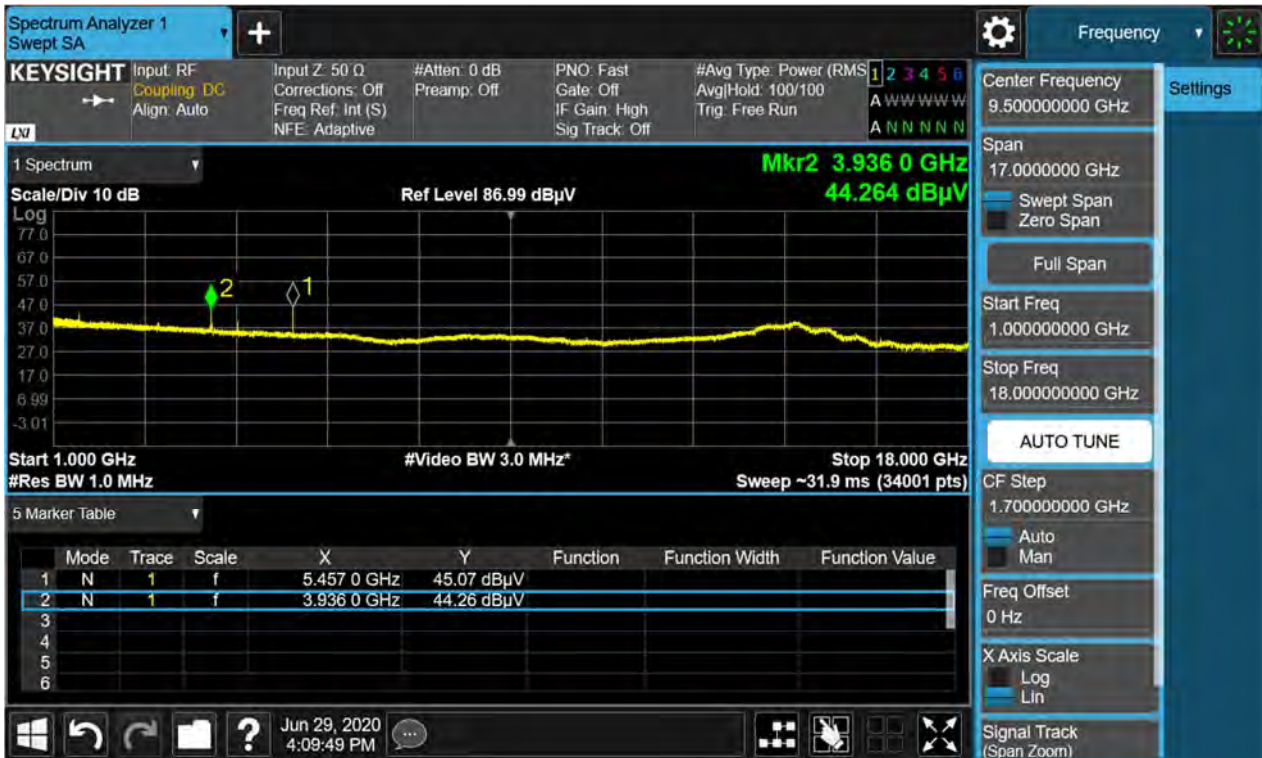 Spectrum Analyzer 1
Swept SA
+
Frequency
KEYSIGHT
LXI
Input: RF
Coupling: DC
Align: Auto
Input Z: 50 Ω
Corrections: Off
Freq Ref: Int (S)
NFE: Adaptive
#Atten: 0 dB
Preamp: Off
PNO: Fast
Gate: Off
IF Gain: High
Sig Track: Off
#Avg Type: Power (RMS
Avg|Hold: 100/100
Trig: Free Run
1 2 3 4 5 6
A W W W W W
A N N N N N
1 Spectrum
Scale/Div 10 dB
Ref Level 86.99 dBµV
Mkr2 3.936 0 GHz
44.264 dBµV
Log
77.0
67.0
57.0
47.0
37.0
27.0
17.0
6.99
-3.01
2
1
Start 1.000 GHz
#Video BW 3.0 MHz*
Stop 18.000 GHz
#Res BW 1.0 MHz
Sweep ~31.9 ms (34001 pts)
5 Marker Table
Mode Trace Scale X Y Function Function Width Function Value
1 N 1 f 5.457 0 GHz 45.07 dBµV
2 N 1 f 3.936 0 GHz 44.26 dBµV
3
4
5
6
?
Jun 29, 2020
4:09:49 PM
Center Frequency
9.500000000 GHz
Settings
Span
17.0000000 GHz
Swept Span
Zero Span
Full Span
Start Freq
1.000000000 GHz
Stop Freq
18.000000000 GHz
AUTO TUNE
CF Step
1.700000000 GHz
Auto
Man
Freq Offset
0 Hz
X Axis Scale
Log
Lin
Signal Track
(Span Zoom)